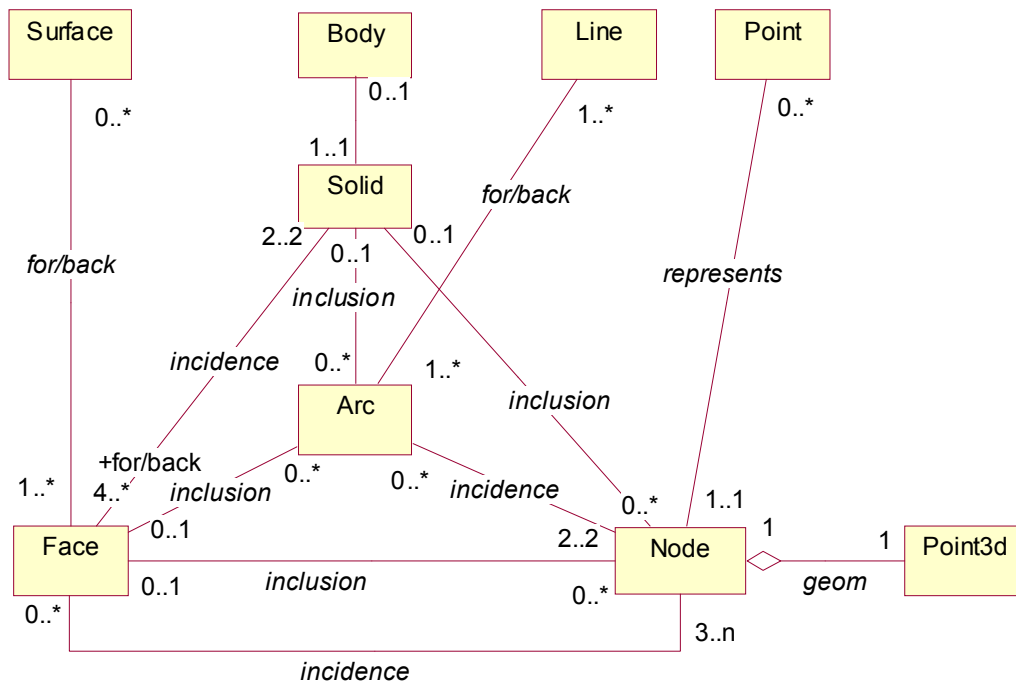 Surface Body Line Point
0..* 0..1 1..* 0..*
1..1
Solid
for/back
2..2 0..1 0..1
for/back
represents
inclusion
incidence 0..* 1..*
inclusion
Arc
+for/back
1..* 4..* inclusion 0..* 0..* incidence 0..* 1..1
0..1 2..2 1 1
Face Node Point3d
0..1 inclusion 0..* geom
0..* 3..n
incidence